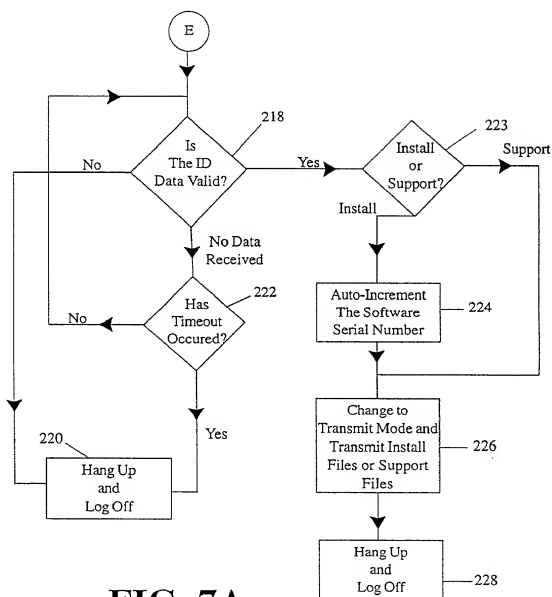 E
218
Is
The ID
Data Valid?
No
Yes
223
Install
or
Support?
Support
Install
No Data
Received
222
Has
Timeout
Occured?
No
Yes
Auto-Increment
The Software
Serial Number
224
220
Hang Up
and
Log Off
Change to
Transmit Mode and
Transmit Install
Files or Support
Files
226
Hang Up
and
Log Off
228
FIG. 7A